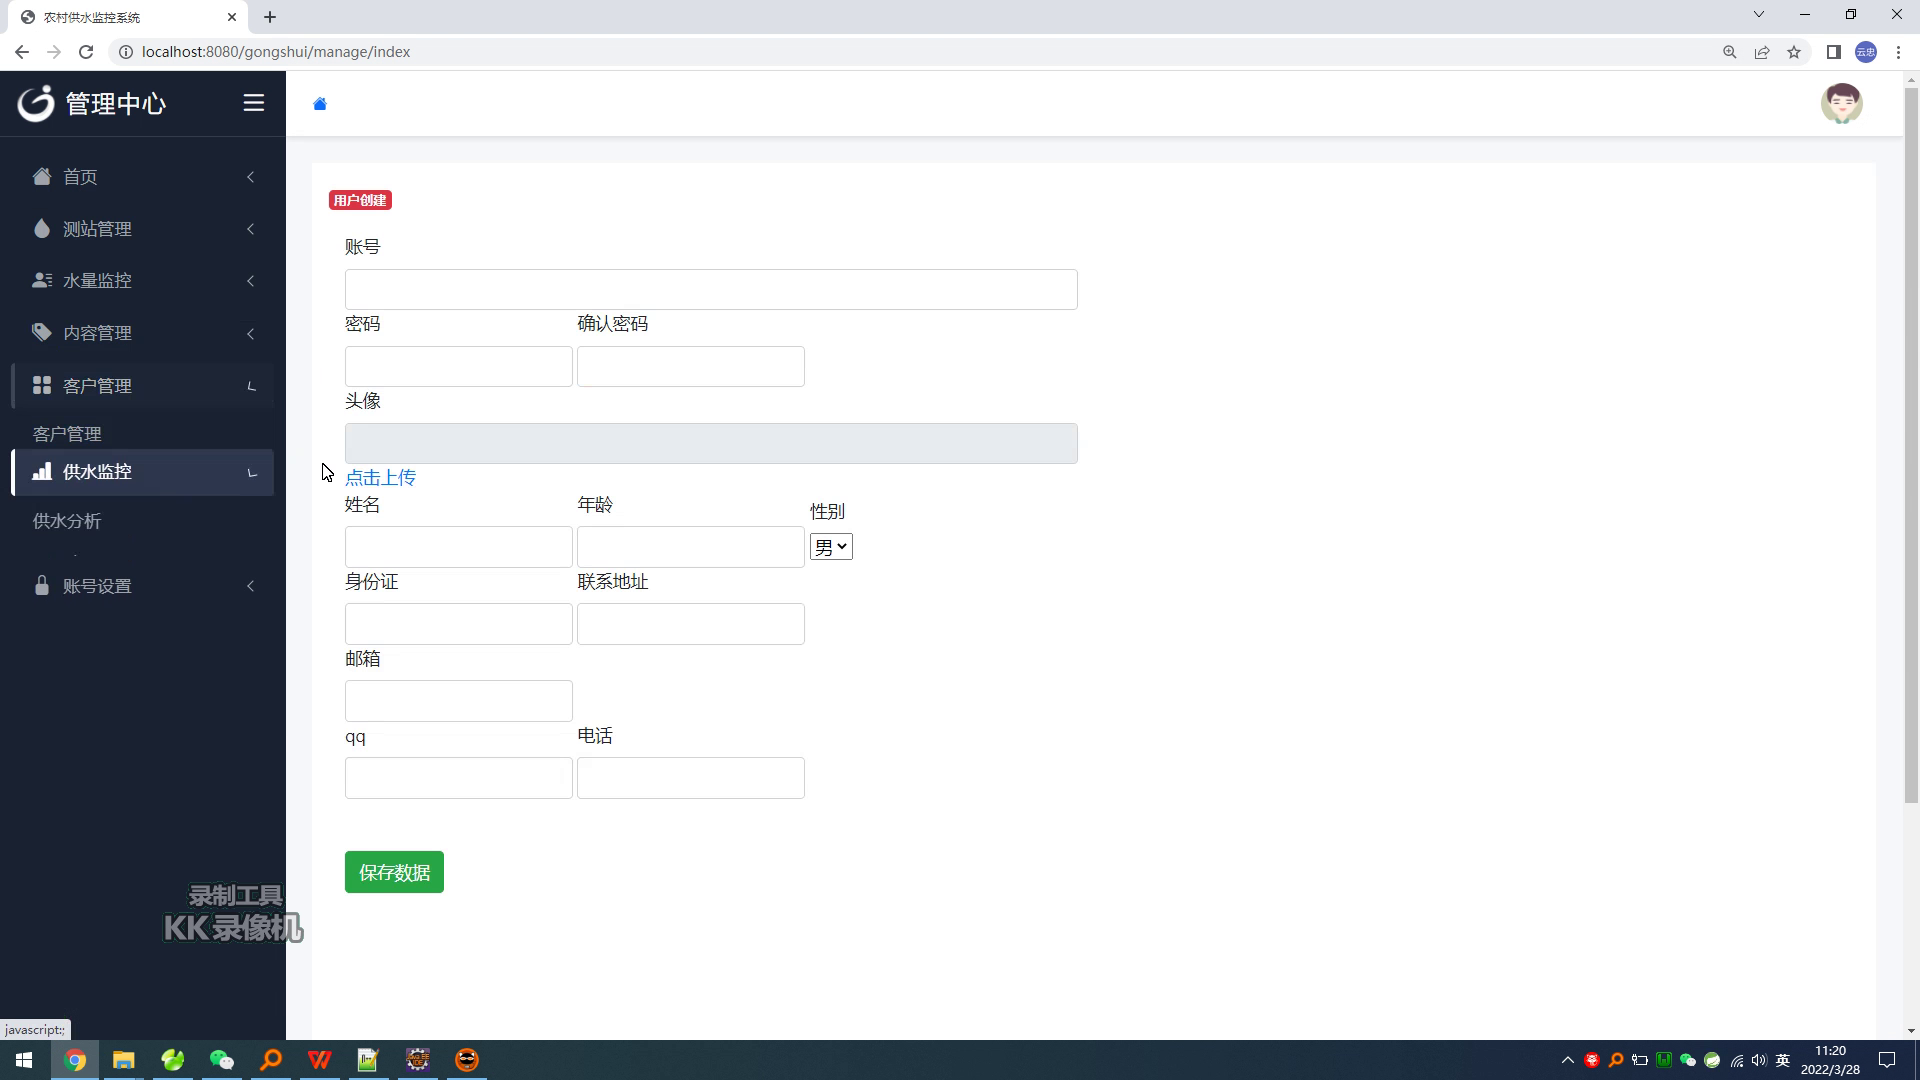 农村供水监控系统
localhost:8080/gongshui/manage/index
云忠
管理中心
首页
测站管理
水量监控
内容管理
客户管理
客户管理
供水监控
供水分析
账号设置
用户创建
账号
密码 确认密码
头像
点击上传
姓名 年龄 性别
男
身份证 联系地址
邮箱
qq 电话
保存数据
录制工具
KK录像机
javascript:;
英
11:20
2022/3/28